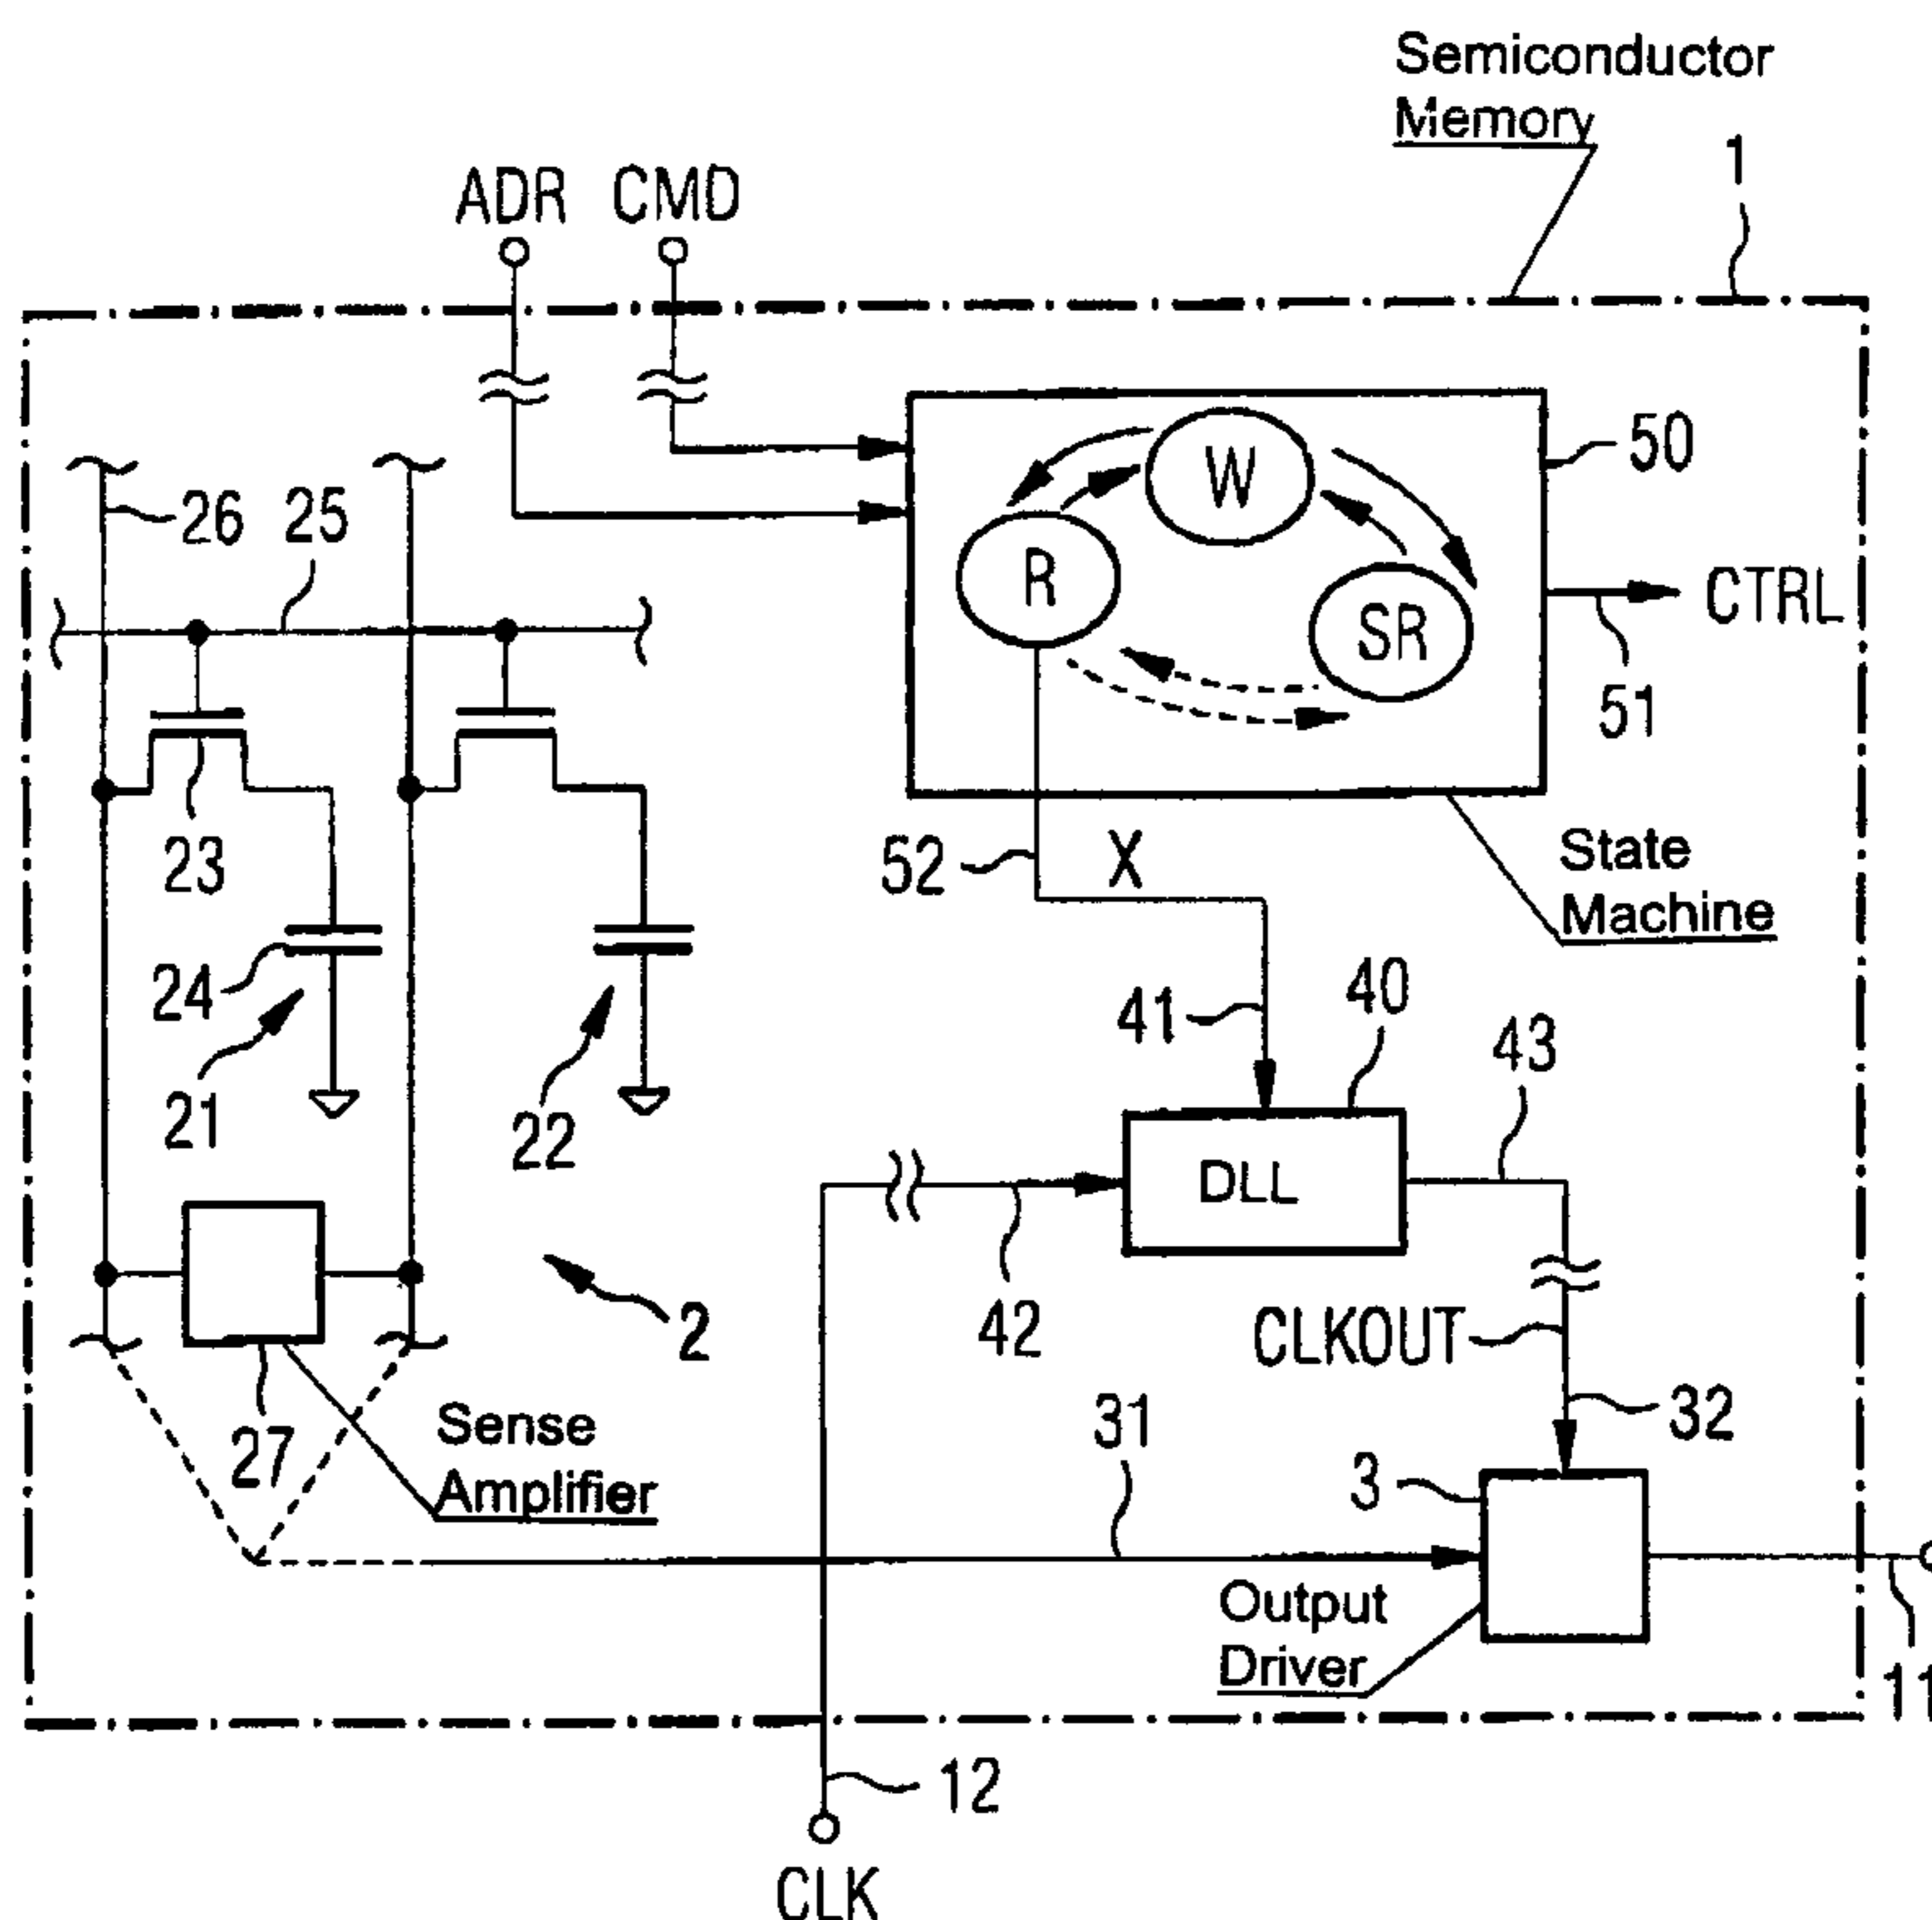 Semiconductor
Memory
1
ADR CMD
50
W
26 25
R
CTRL
SR
51
23
52 X
State
Machine
24
41 40 43
21 22
DLL
2 42
CLKOUT
32
27
Sense
Amplifier
31
3
Output
Driver
11
12
CLK